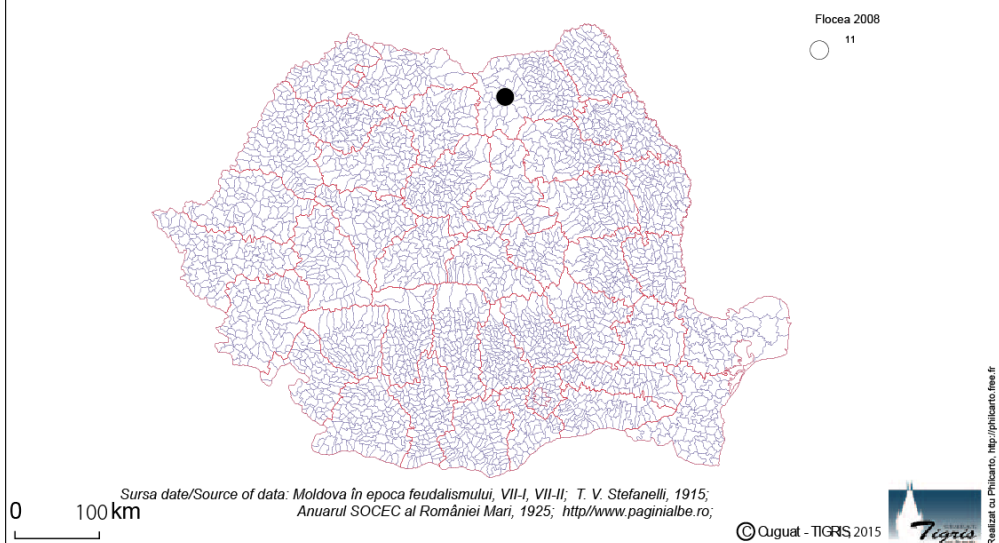 Flocea 2008
11
Sursa date/Source of data: Moldova în epoca feudalismului, VII-I, VII-II; T. V. Stefanelli, 1915;
Anuarul SOCEC al României Mari, 1925; http//www.paginialbe.ro;
0 100 km
© Cuguat - TIGRIS, 2015
Tigris
Realizat cu Philcarto, http://philcarto.free.fr